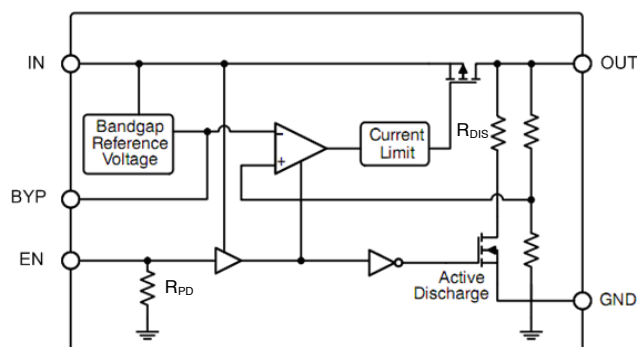 IN
OUT
Bandgap
Reference
Voltage
−
+
Current
Limit
RDIS
BYP
EN
RPD
Active
Discharge
GND